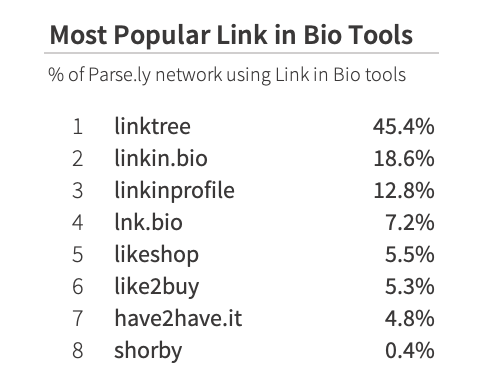 Most Popular Link in Bio Tools
% of Parse.ly network using Link in Bio tools
1 linktree 45.4%
2 linkin.bio 18.6%
3 linkinprofile 12.8%
4 lnk.bio 7.2%
5 likeshop 5.5%
6 like2buy 5.3%
7 have2have.it 4.8%
8 shorby 0.4%